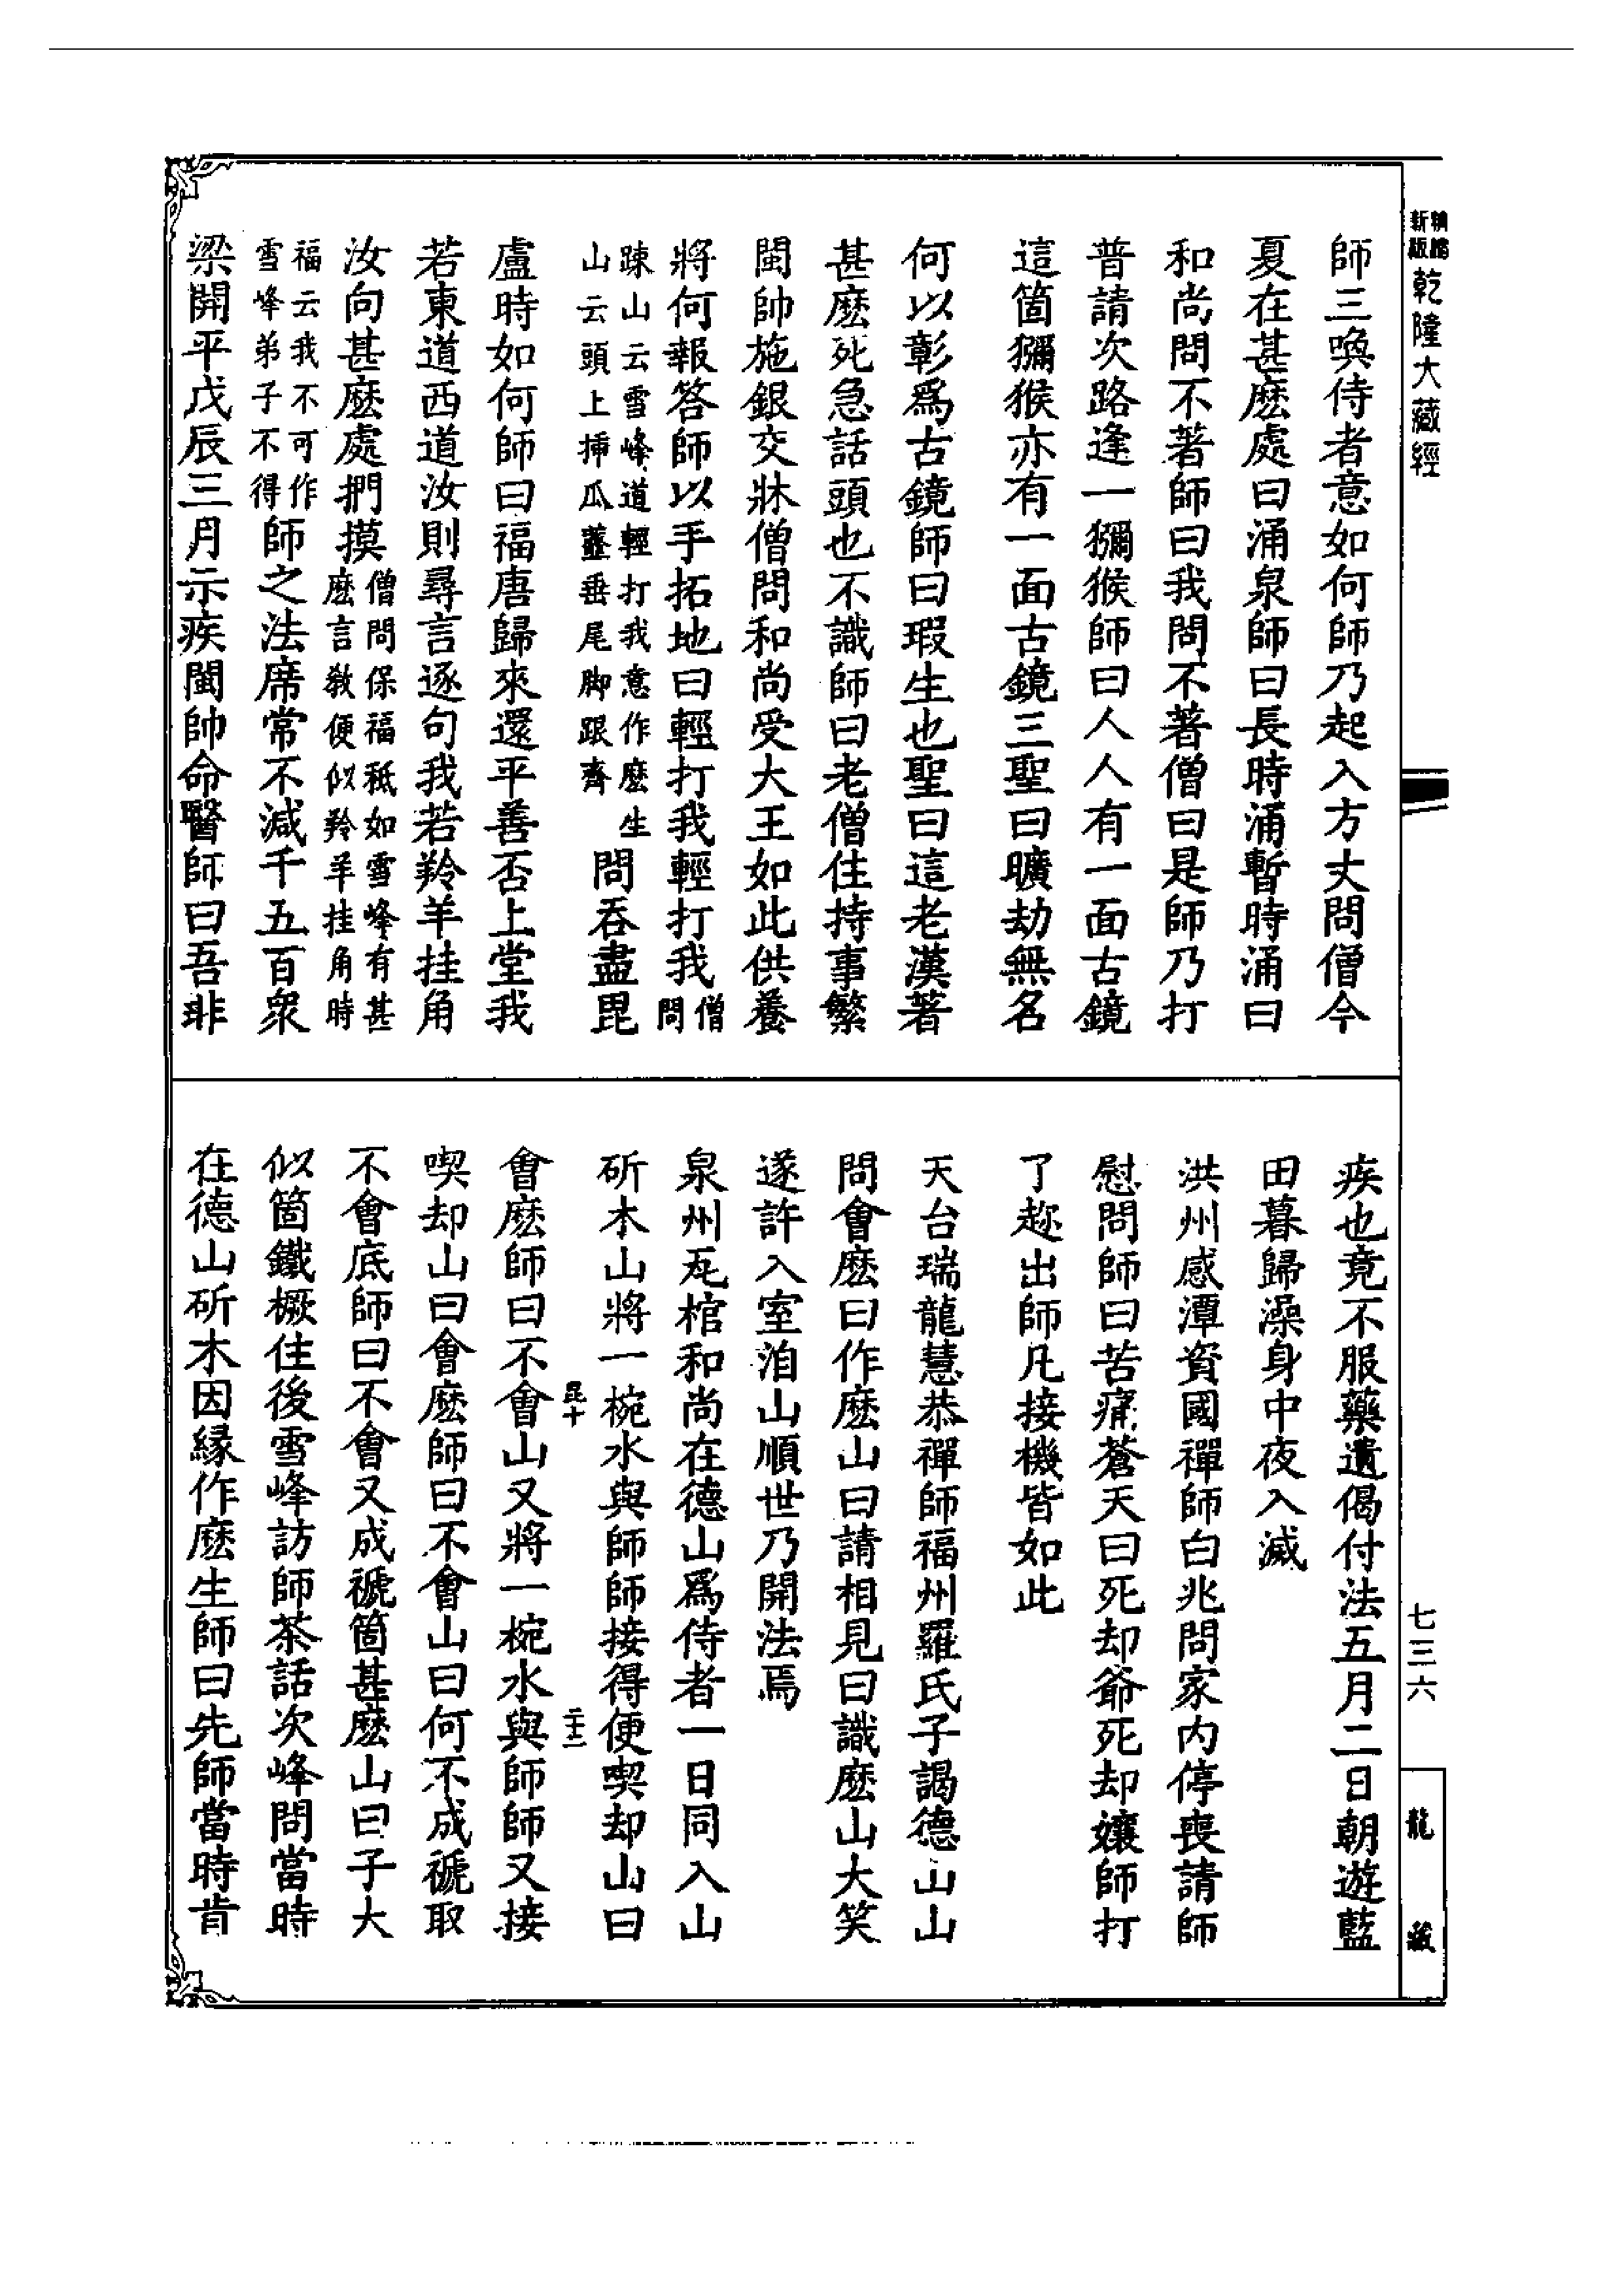 精縮新版乾隆大藏經
七三六
龍藏
師三喚侍者意如何師乃起入方丈問僧今
夏在甚麽處曰涌泉師曰長時涌暫時涌曰
和尚問不著師曰我問不著僧曰是師乃打
普請次路逢一獼猴師曰人人有一面古鏡
這箇獼猴亦有一面古鏡三聖曰曠劫無名
何以彰爲古鏡師曰瑕生也聖曰這老漢著
甚麽死急話頭也不識師曰老僧住持事繁
閩帥施銀交牀僧問和尚受大王如此供養
將何報答師以手拓地曰輕打我輕打我僧問
踈山云雪峰道輕打我意作麽生
山云頭上揷瓜虀垂尾脚跟齊
問吞盡毘
盧時如何師曰福唐歸來還平善否上堂我
若東道西道汝則尋言逐句我若羚羊挂角
汝向甚麽處捫摸
僧問保福秪如雪峰有甚
麽言敎便似羚羊挂角時
福云我不可作
雪峰弟子不得
師之法席常不減千五百衆
梁開平戊辰三月示疾閩帥命醫師曰吾非
疾也竟不服藥遺偈付法五月二日朝遊藍
田暮歸澡身中夜入滅
洪州感潭資國禪師白兆問家内停喪請師
慰問師曰苦痛蒼天曰死却爺死却孃師打
了趂出師凡接機皆如此
天台瑞龍慧恭禪師福州羅氏子謁德山山
問會麽曰作麽山曰請相見曰識麽山大笑
遂許入室洎山順世乃開法焉
泉州瓦棺和尚在德山爲侍者一日同入山
斫木山將一椀水與師師接得便喫却山曰
毘十 二十二
會麽師曰不會山又將一椀水與師師又接
喫却山曰會麽師曰不會山曰何不成褫取
不會底師曰不會又成褫箇甚麽山曰子大
似箇鐵橛住後雪峰訪師茶話次峰問當時
在德山斫木因緣作麽生師曰先師當時肯